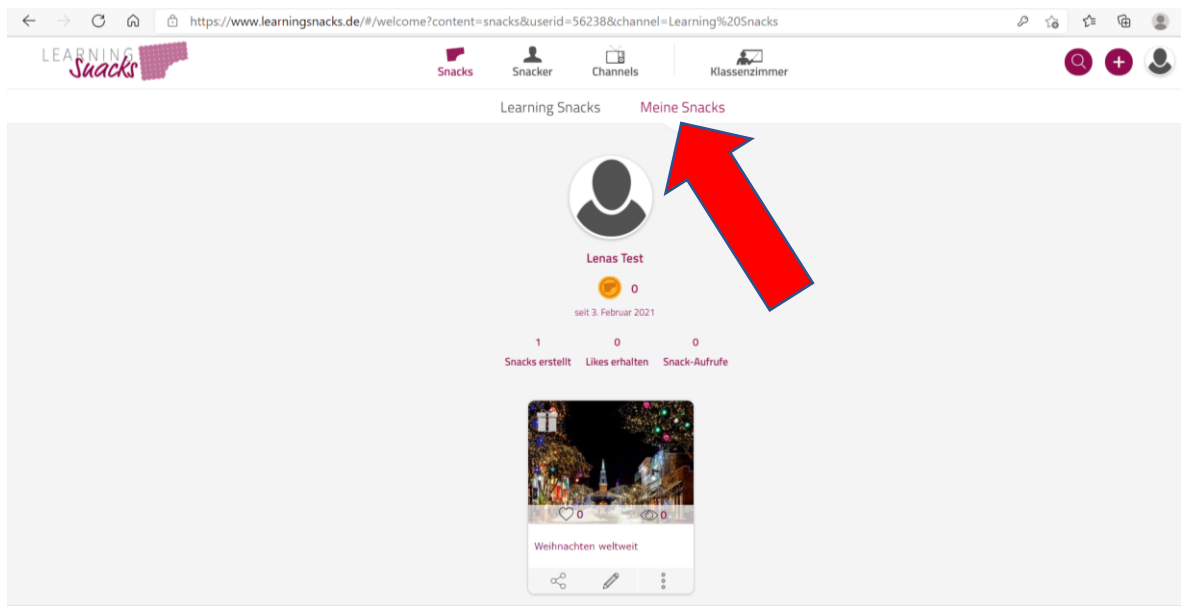 https://www.learningsnacks.de/#/welcome?content=snacks&userid=56238&channel=Learning%20Snacks
LEARNING
Snacks
Snacks
Snacker
Channels
Klassenzimmer
Learning Snacks
Meine Snacks
Lenas Test
0
seit 3. Februar 2021
1
0
0
Snacks erstellt
Likes erhalten
Snack-Aufrufe
0
0
Weihnachten weltweit